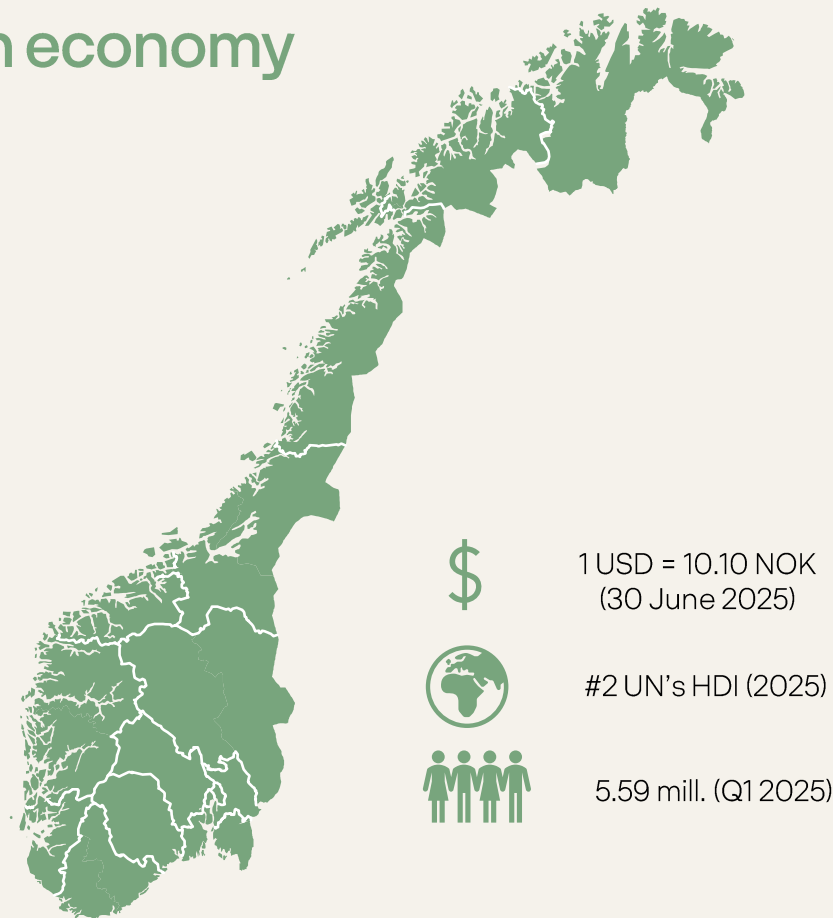 n economy
1 USD = 10.10 NOK
(30 June 2025)
#2 UN's HDI (2025)
5.59 mill. (Q1 2025)